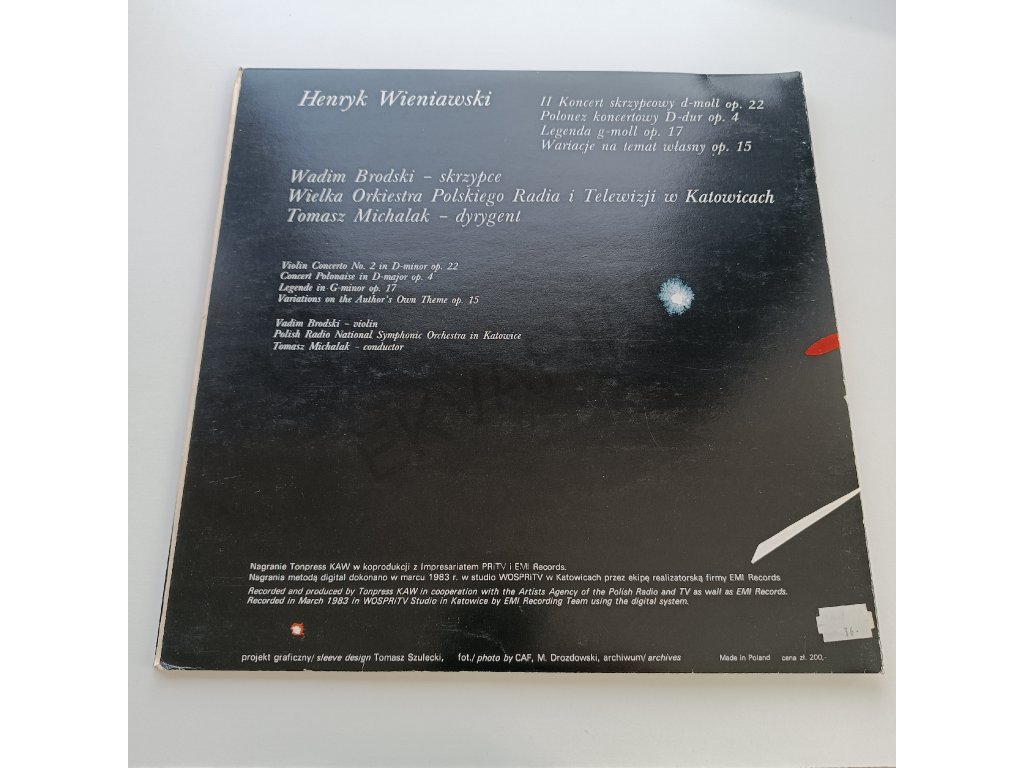 Henryk Wieniawski
II Koncert skrzypcowy d-moll op. 22
Polonez koncertowy D-dur op. 4
Legenda g-moll op. 17
Wariacje na temat własny op. 15
Wadim Brodski – skrzypce
Wielka Orkiestra Polskiego Radia i Telewizji w Katowicach
Tomasz Michalak – dyrygent
Violin Concerto No. 2 in D-minor op. 22
Concert Polonaise in D-major op. 4
Legende in G-minor op. 17
Variations on the Author's Own Theme op. 15
Vadim Brodski – violin
Polish Radio National Symphonic Orchestra in Katowice
Tomasz Michalak – conductor
Nagranie Tonpress KAW w koprodukcji z Impresariatem PRiTV i EMI Records.
Nagrania metodą digital dokonano w marcu 1983 r. w studio WOSPRiTV w Katowicach przez ekipę realizatorską firmy EMI Records
Recorded and produced by Tonpress KAW in cooperation with the Artists Agency of the Polish Radio and TV as wall as EMI Records.
Recorded in March 1983 in WOSPRiTV Studio in Katowice by EMI Recording Team using the digital system.
16.-
projekt graficzny/ sleeve design Tomasz Szulecki, fot./ photo by CAF, M. Drozdowski, archiwum/ archives Made in Poland cena zł. 200,-